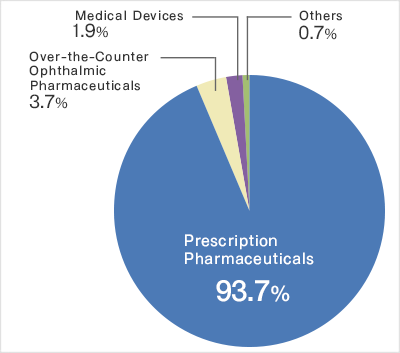 Medical Devices
1.9%
Others
0.7%
Over-the-Counter
Ophthalmic
Pharmaceuticals
3.7%
Prescription
Pharmaceuticals
93.7%